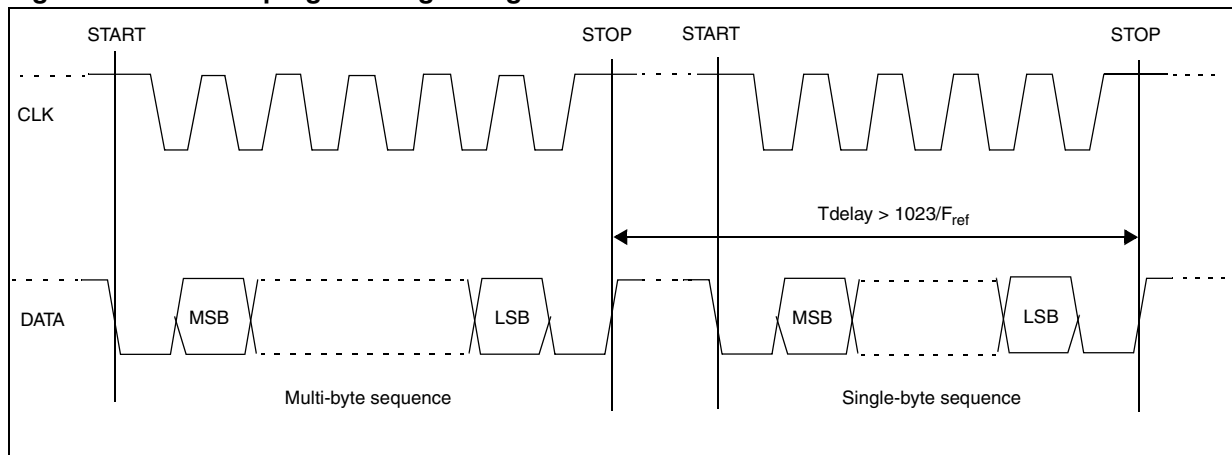 START STOP START STOP
CLK
Tdelay > 1023/Fref
DATA MSB LSB MSB LSB
Multi-byte sequence Single-byte sequence